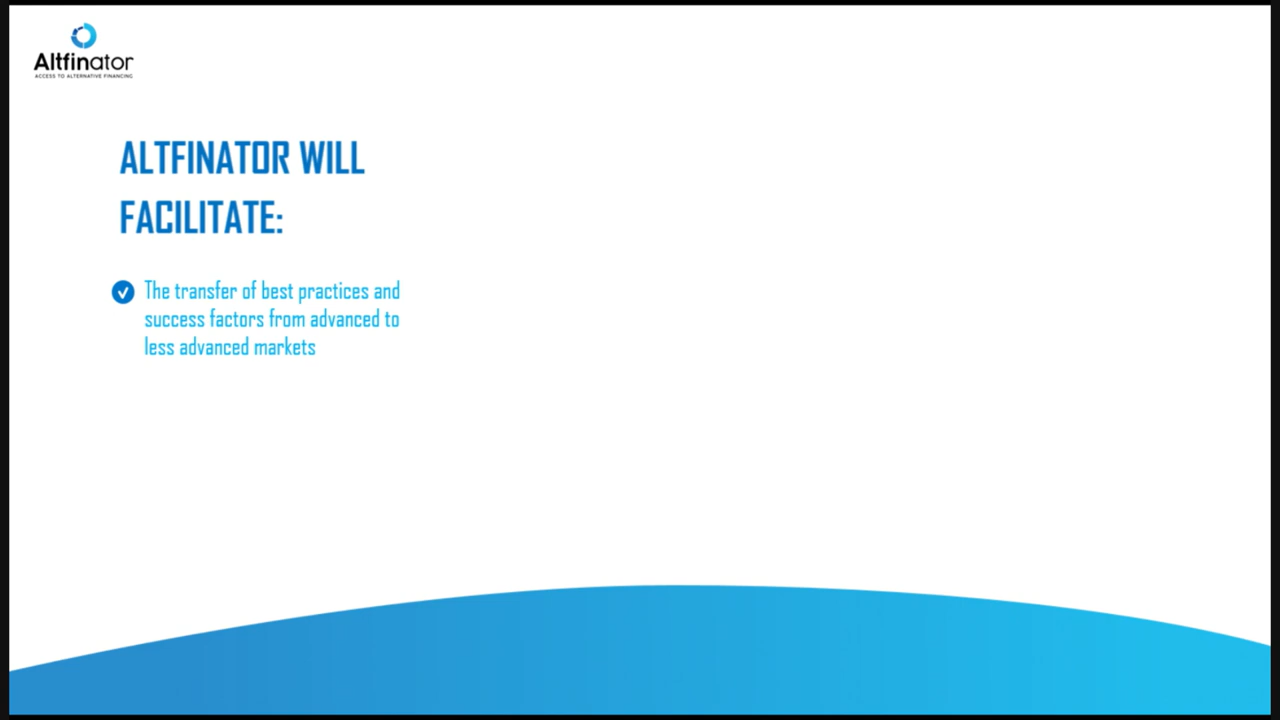 Altfinator
ACCESS TO ALTERNATIVE FINANCING
ALTFINATOR WILL
FACILITATE:
The transfer of best practices and
success factors from advanced to
less advanced markets